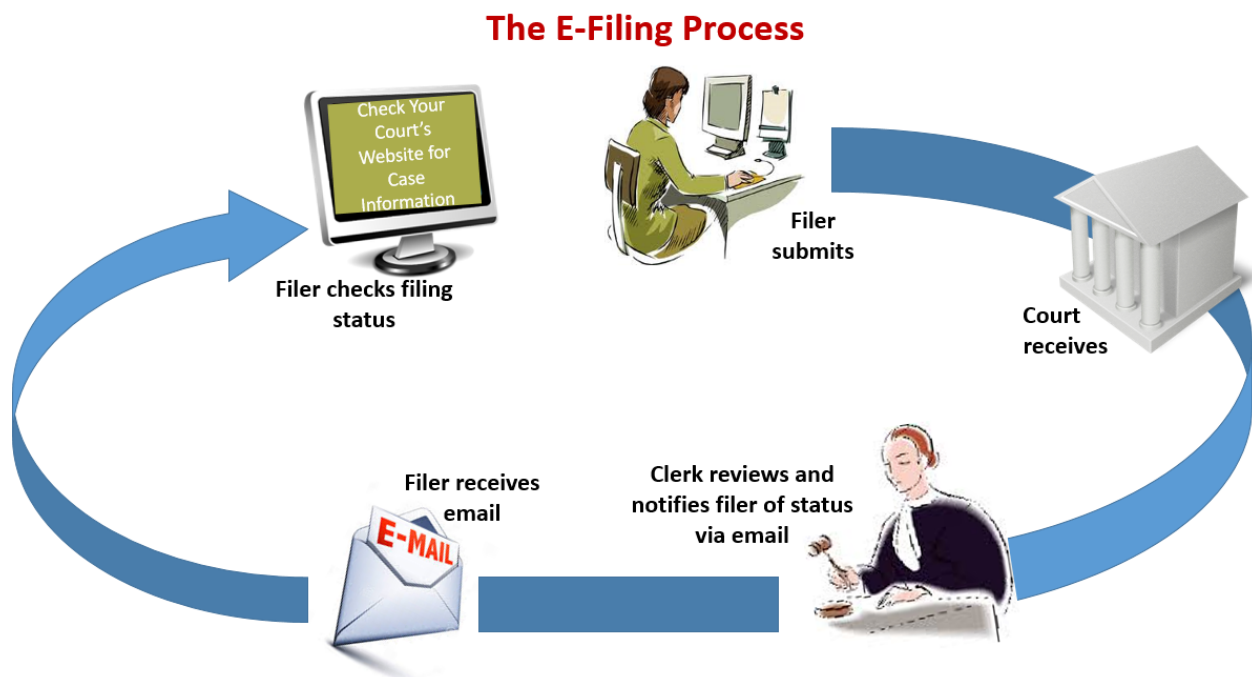 The E-Filing Process
Check Your
Court's
Website for
Case
Information
Filer checks filing
status
Filer
submits
Court
receives
Clerk reviews and
notifies filer of status
via email
Filer receives
email
E-MAIL